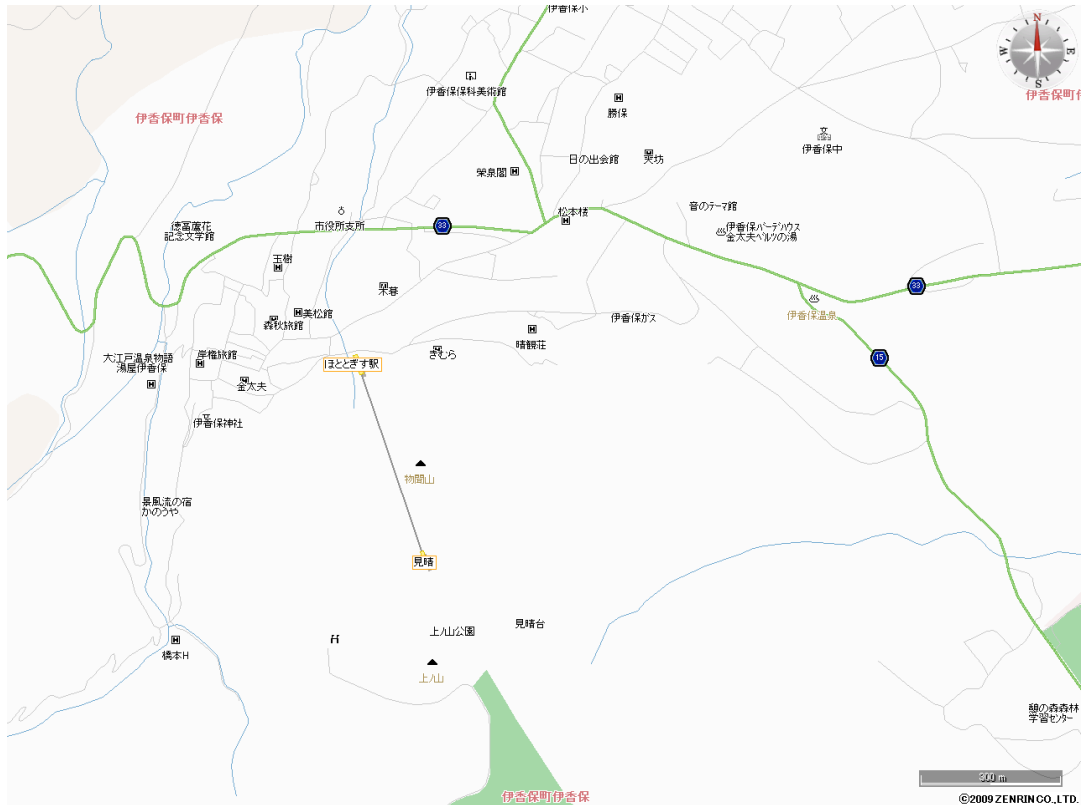 伊香保小
N
W
E
S
伊香保保科美術館
伊香保町伊香保
伊香保町伊
勝保
伊香保中
日の出会館
栄泉閣
音のテーマ館
松本楼
徳冨蘆花
記念文学館
市役所支所
33
伊香保バーデハウス
金太夫ベルツの湯
玉樹
33
美松館
伊香保温泉
森秋旅館
伊香保ガス
晴観荘
きむら
大江戸温泉物語
湯屋伊香保
岸権旅館
ほととぎす駅
15
金太夫
伊香保神社
物聞山
景風流の宿
かのうや
見晴
上ノ山公園
見晴台
橋本H
上ノ山
憩の森森林
学習センター
300 m
伊香保町伊香保
©2009 ZENRIN CO., LTD.